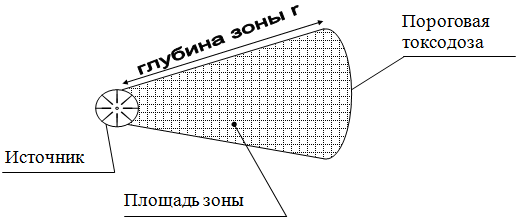 глубина зоны г
Пороговая
токсодоза
Источник
Площадь зоны